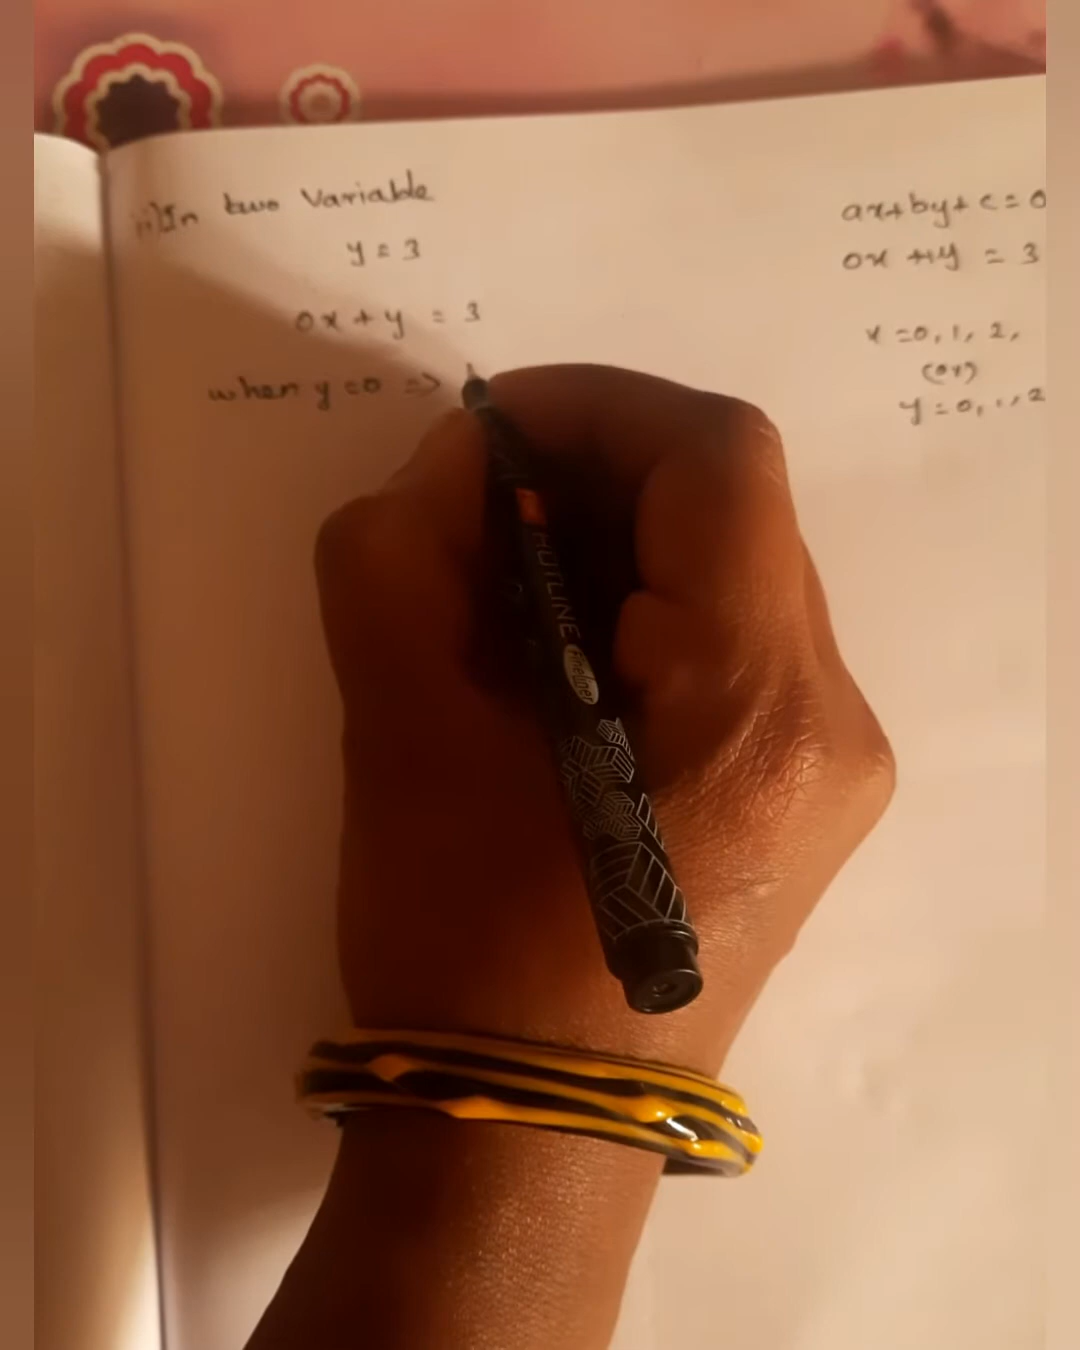 ii) In two Variable
y = 3
0x + y = 3
when y = 0 =>
ax+by+c=0
0x +1y = 3
x =0, 1, 2,
(or)
y = 0, 1, 2
HOTLINE Fineliner